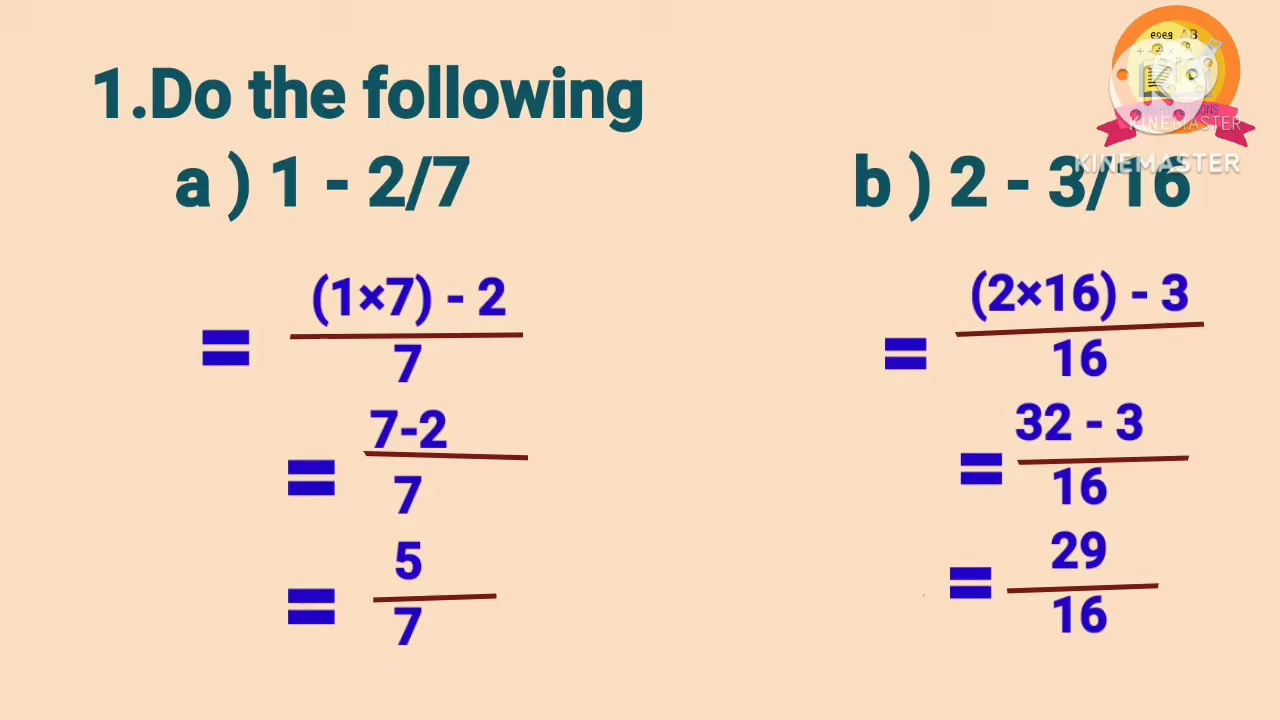 1.Do the following
a ) 1 - 2/7
= (1×7) - 2
7
= 7-2
7
= 5
7
b ) 2 - 3/16
= (2×16) - 3
16
= 32 - 3
16
= 29
16
KINEMASTER
KINEMASTER